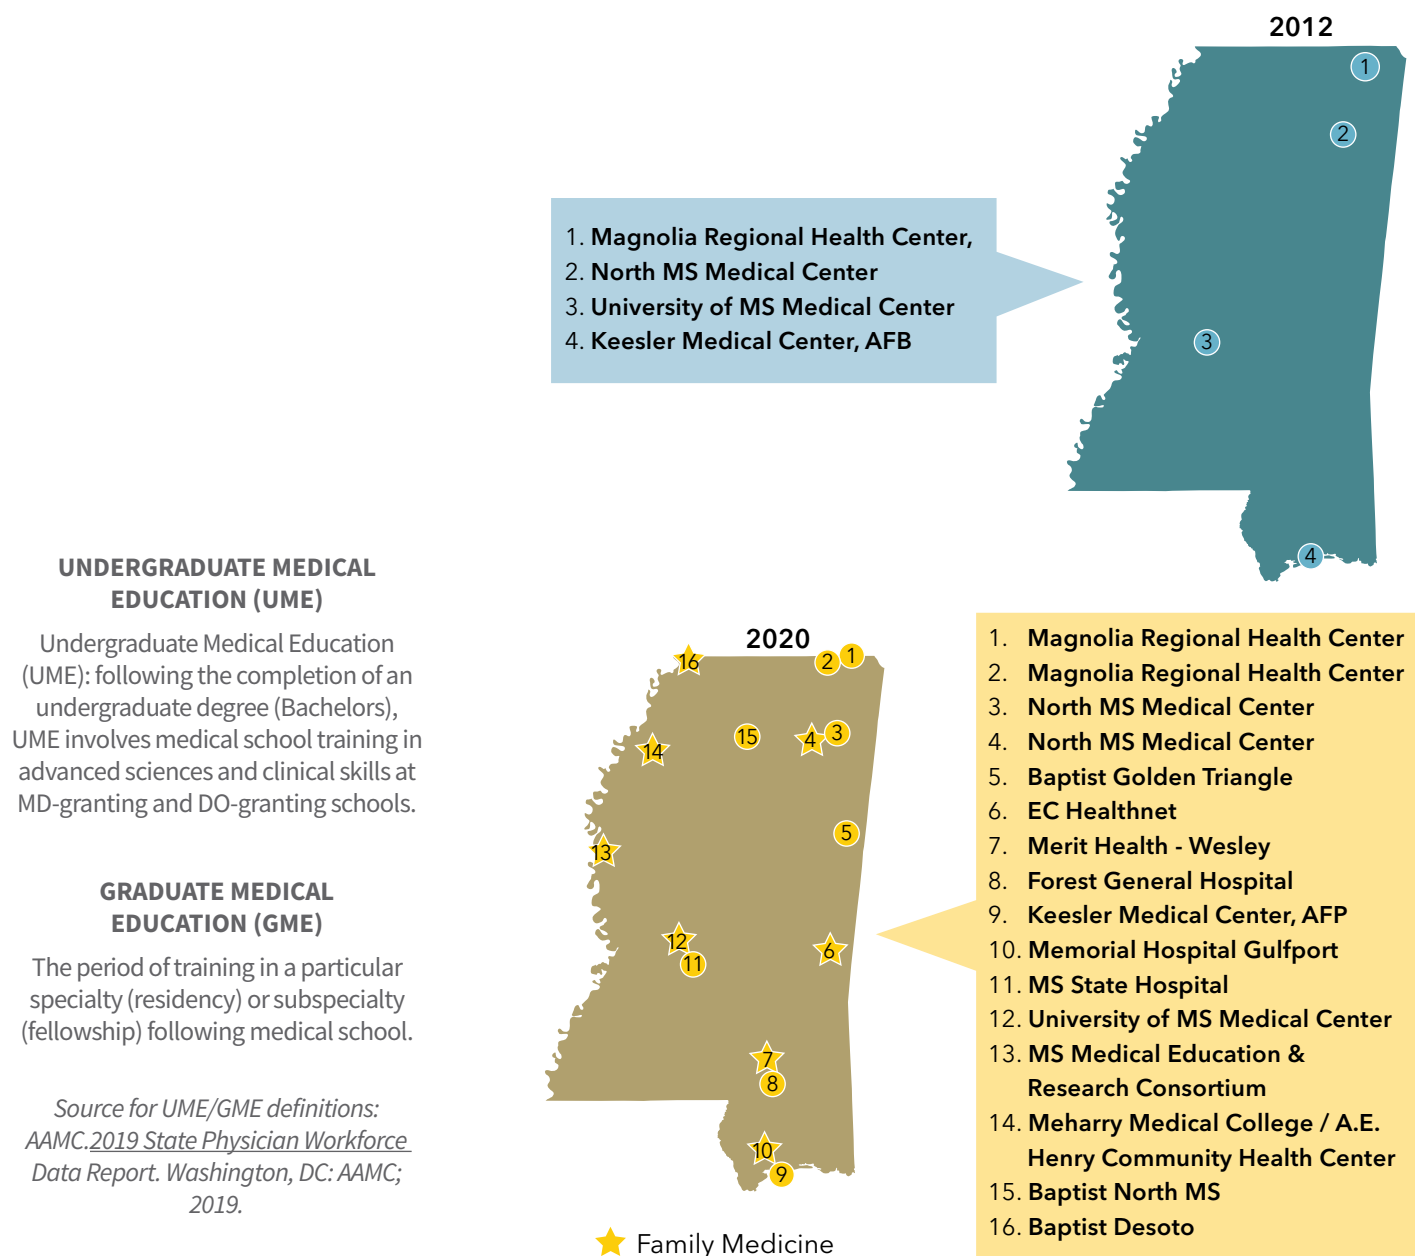 2012
1
2
3
4
1. Magnolia Regional Health Center,
2. North MS Medical Center
3. University of MS Medical Center
4. Keesler Medical Center, AFB
UNDERGRADUATE MEDICAL
EDUCATION (UME)
Undergraduate Medical Education
(UME): following the completion of an
undergraduate degree (Bachelors),
UME involves medical school training in
advanced sciences and clinical skills at
MD-granting and DO-granting schools.
GRADUATE MEDICAL
EDUCATION (GME)
The period of training in a particular
specialty (residency) or subspecialty
(fellowship) following medical school.
Source for UME/GME definitions:
AAMC.2019 State Physician Workforce
Data Report. Washington, DC: AAMC;
2019.
2020
16
2
1
15
4
3
14
5
13
12
11
6
7
8
10
9
Family Medicine
1. Magnolia Regional Health Center
2. Magnolia Regional Health Center
3. North MS Medical Center
4. North MS Medical Center
5. Baptist Golden Triangle
6. EC Healthnet
7. Merit Health - Wesley
8. Forest General Hospital
9. Keesler Medical Center, AFP
10. Memorial Hospital Gulfport
11. MS State Hospital
12. University of MS Medical Center
13. MS Medical Education &
Research Consortium
14. Meharry Medical College / A.E.
Henry Community Health Center
15. Baptist North MS
16. Baptist Desoto